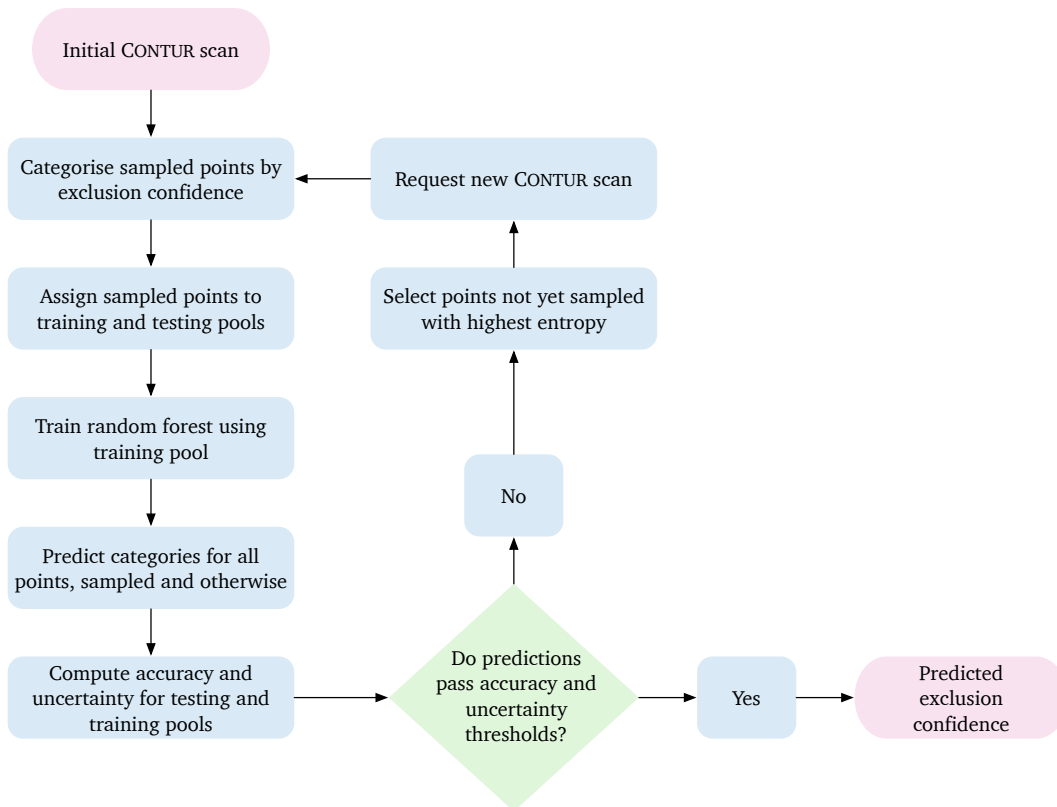 Initial CONTUR scan
Categorise sampled points by
exclusion confidence
Request new CONTUR scan
Assign sampled points to
training and testing pools
Select points not yet sampled
with highest entropy
Train random forest using
training pool
No
Predict categories for all
points, sampled and otherwise
Compute accuracy and
uncertainty for testing and
training pools
Do predictions
pass accuracy and
uncertainty
thresholds?
Yes
Predicted
exclusion
confidence